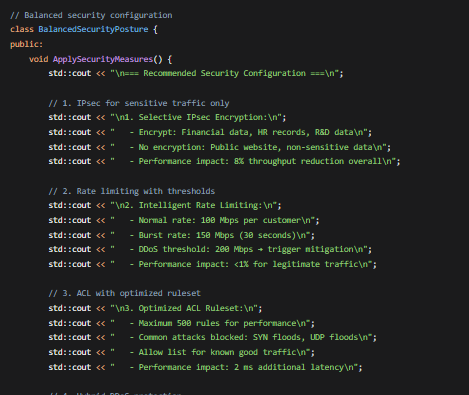 // Balanced security configuration
class BalancedSecurityPosture {
public:
    void ApplySecurityMeasures() {
        std::cout << "\n=== Recommended Security Configuration ===\n";

        // 1. IPsec for sensitive traffic only
        std::cout << "\n1. Selective IPsec Encryption:\n";
        std::cout << "   - Encrypt: Financial data, HR records, R&D data\n";
        std::cout << "   - No encryption: Public website, non-sensitive data\n";
        std::cout << "   - Performance impact: 8% throughput reduction overall\n";

        // 2. Rate limiting with thresholds
        std::cout << "\n2. Intelligent Rate Limiting:\n";
        std::cout << "   - Normal rate: 100 Mbps per customer\n";
        std::cout << "   - Burst rate: 150 Mbps (30 seconds)\n";
        std::cout << "   - DDoS threshold: 200 Mbps → trigger mitigation\n";
        std::cout << "   - Performance impact: <1% for legitimate traffic\n";

        // 3. ACL with optimized ruleset
        std::cout << "\n3. Optimized ACL Ruleset:\n";
        std::cout << "   - Maximum 500 rules for performance\n";
        std::cout << "   - Common attacks blocked: SYN floods, UDP floods\n";
        std::cout << "   - Allow list for known good traffic\n";
        std::cout << "   - Performance impact: 2 ms additional latency\n";